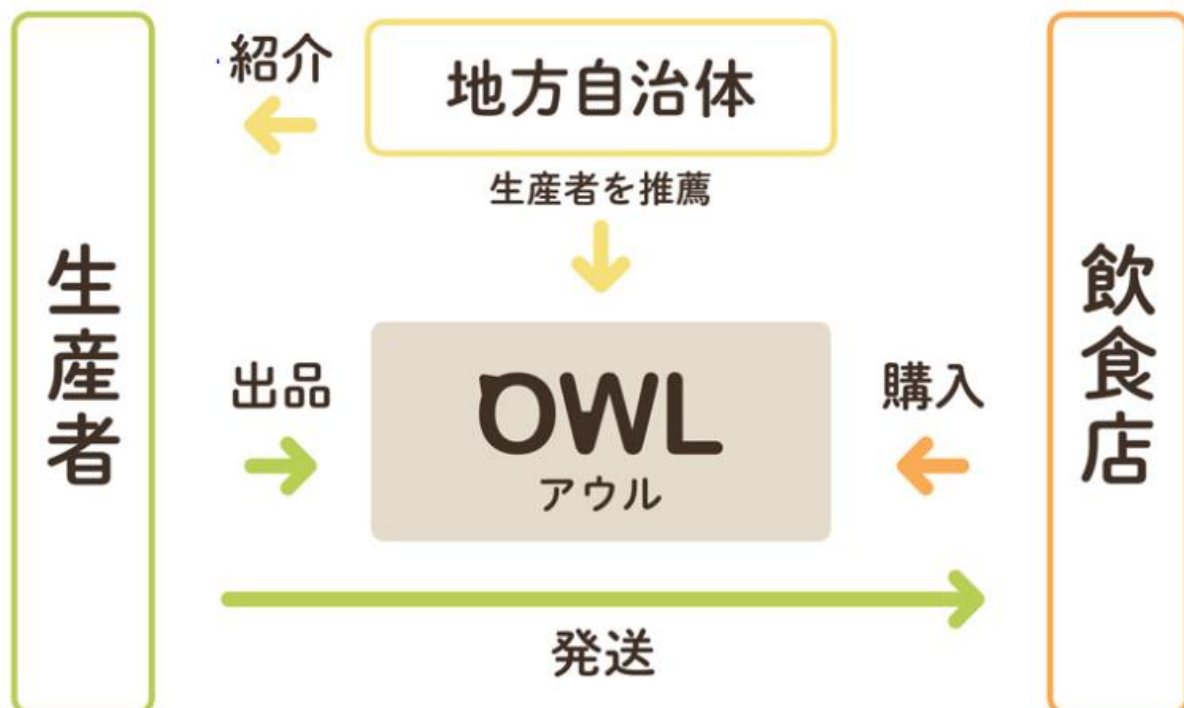 紹介
地方自治体
生産者を推薦
生産者
出品
OWL
アウル
購入
飲食店
発送